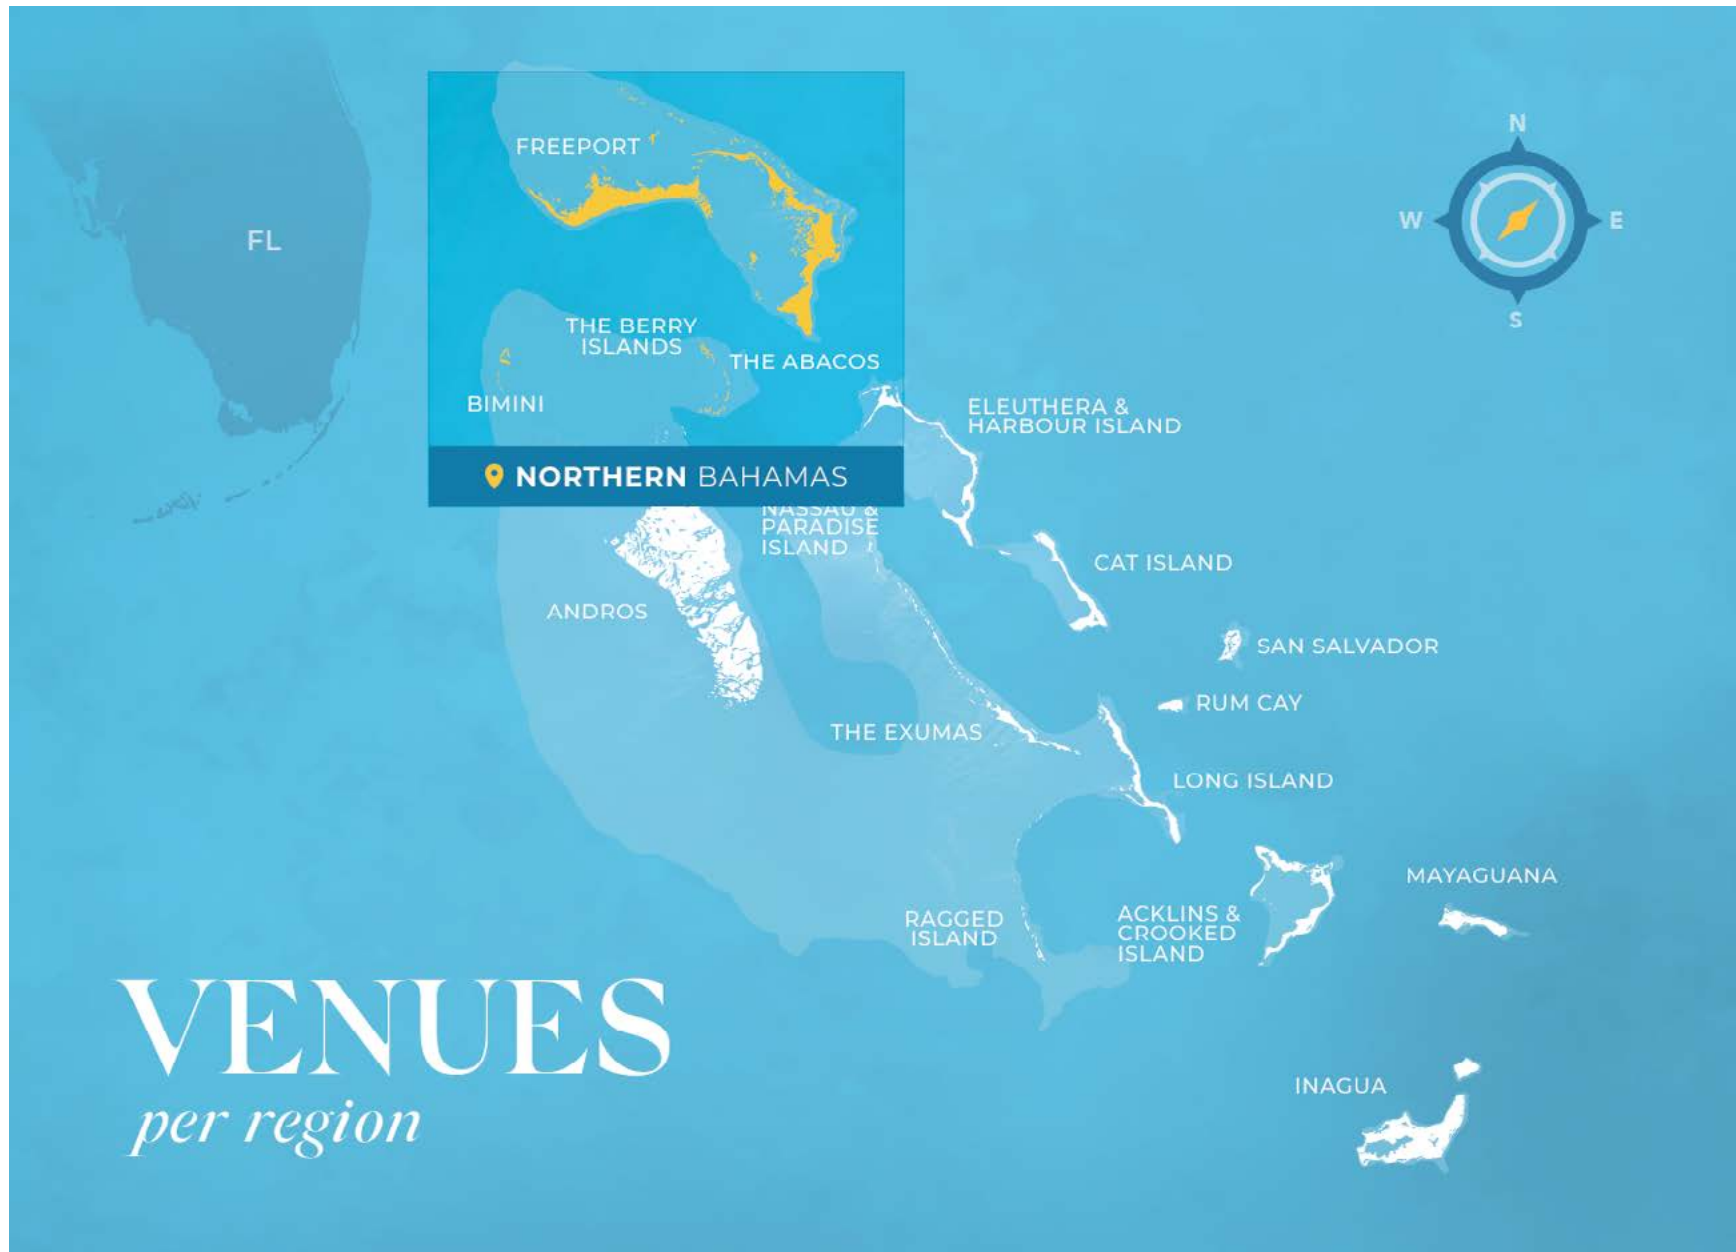 N
FREEPORT
W
E
FL
S
THE BERRY
ISLANDS
THE ABACOS
BIMINI
ELEUTHERA &
HARBOUR ISLAND
NORTHERN BAHAMAS
NASSAU &
PARADISE
ISLAND
CAT ISLAND
ANDROS
SAN SALVADOR
RUM CAY
THE EXUMAS
LONG ISLAND
MAYAGUANA
RAGGED
ISLAND
ACKLINS &
CROOKED
ISLAND
VENUES
per region
INAGUA